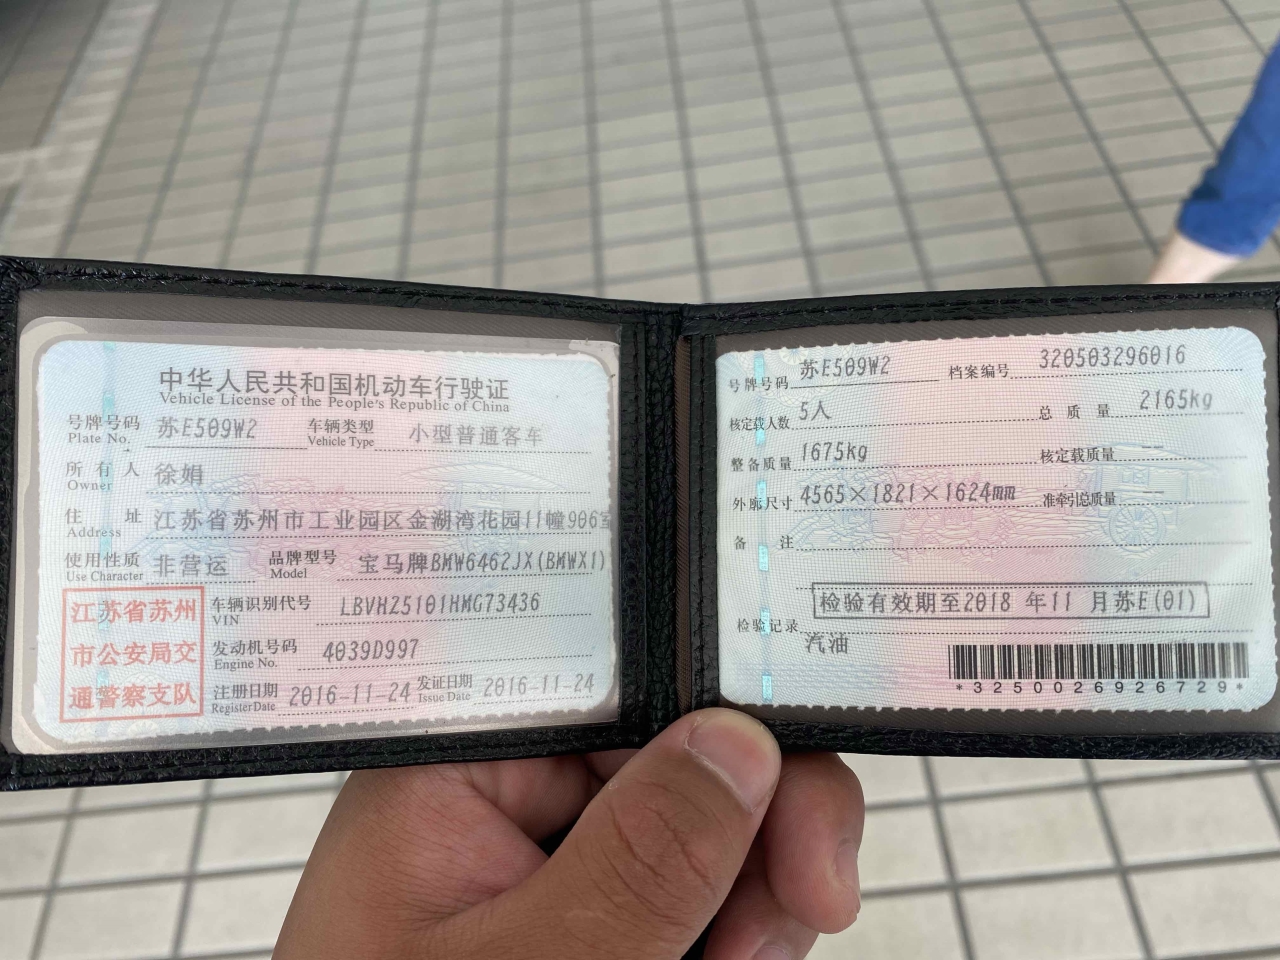 中华人民共和国机动车行驶证
Vehicle License of the People's Republic of China
号牌号码 苏E509W2 车辆类型 小型普通客车
Plate No. Vehicle Type
所有人 徐娟
Owner
住址 江苏省苏州市工业园区金湖湾花园11幢906室
Address
使用性质 非营运 品牌型号 宝马牌BMW6462JX(BMWX1)
Use Character Model
江苏省苏州
市公安局交
通警察支队
车辆识别代号 LBVHZ5101HMG73436
VIN
发动机号码 4039D997
Engine No.
注册日期 2016-11-24 发证日期 2016-11-24
Register Date Issue Date
号牌号码 苏E509W2 档案编号 320503296016
核定载人数 5人 总质量 2165kg
整备质量 1675kg 核定载质量 --
外廓尺寸 4565×1821×1624mm 准牵引总质量 --
备注
检验记录 检验有效期至2018 年11 月苏E(01)
汽油
*3250026926729*